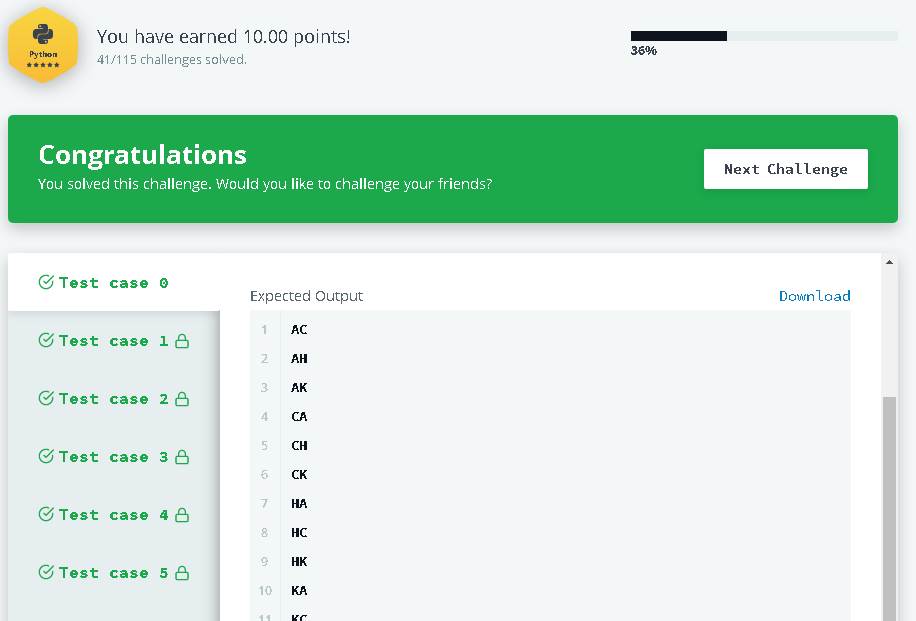 Python
You have earned 10.00 points!
41/115 challenges solved.
36%
Congratulations
You solved this challenge. Would you like to challenge your friends?
Next Challenge
Test case 0
Test case 1
Test case 2
Test case 3
Test case 4
Test case 5
Expected Output
Download
1 AC
2 AH
3 AK
4 CA
5 CH
6 CK
7 HA
8 HC
9 HK
10 KA
11 KC